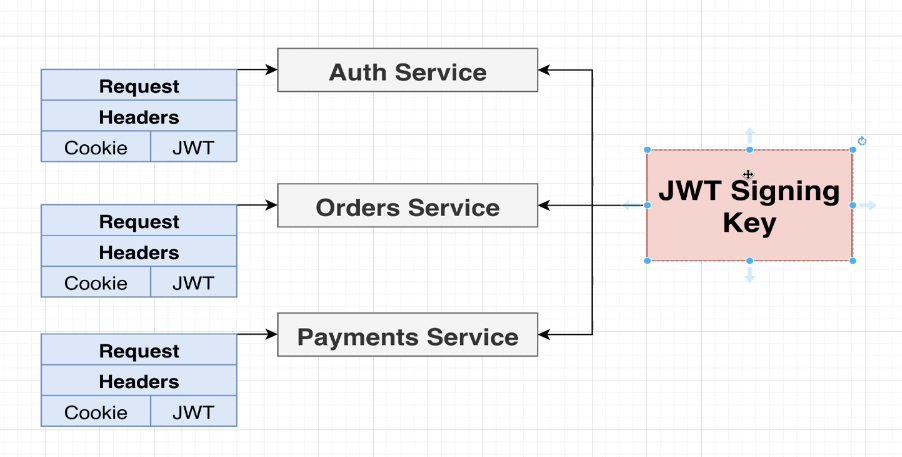 Auth Service
Request
Headers
Cookie JWT
Orders Service
Request
Headers
Cookie JWT
Payments Service
Request
Headers
Cookie JWT
JWT Signing
Key